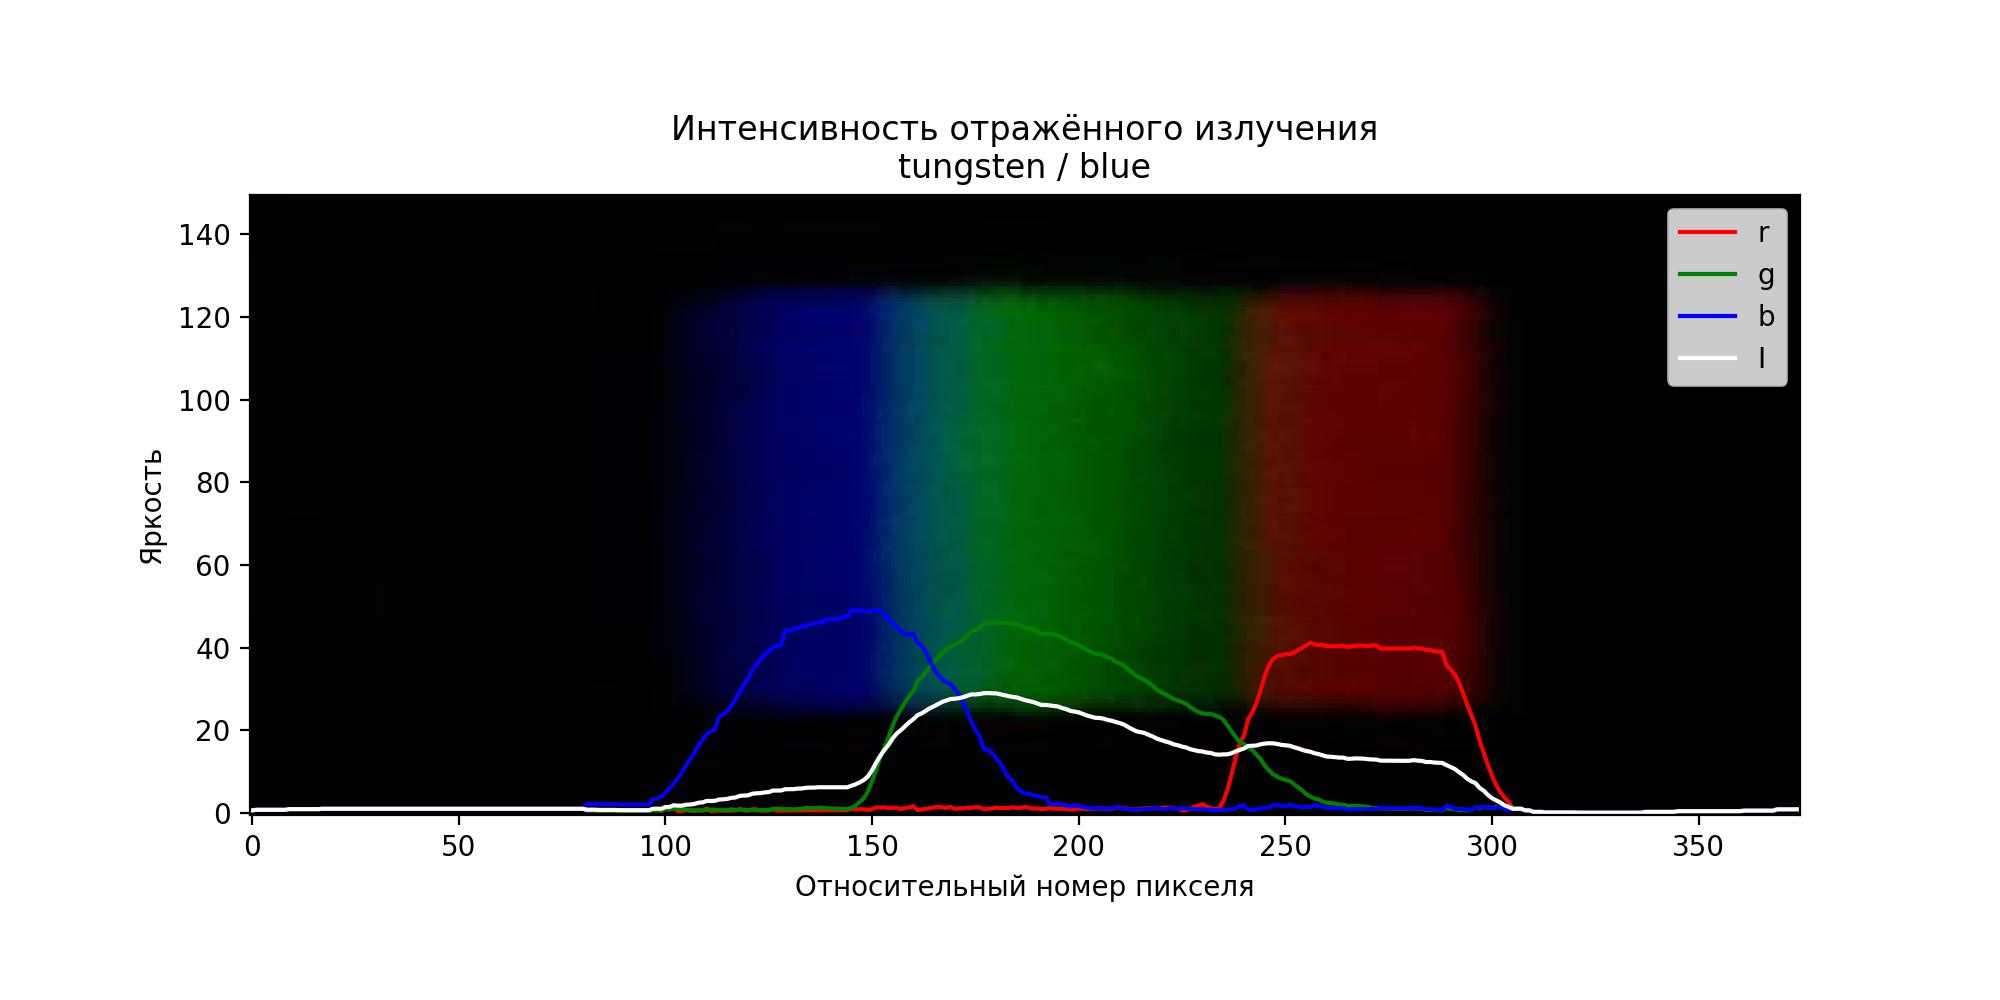 Интенсивность отражённого излучения
tungsten / blue
Яркость
140
120
100
80
60
40
20
0
0 50 100 150 200 250 300 350
Относительный номер пикселя
r
g
b
l